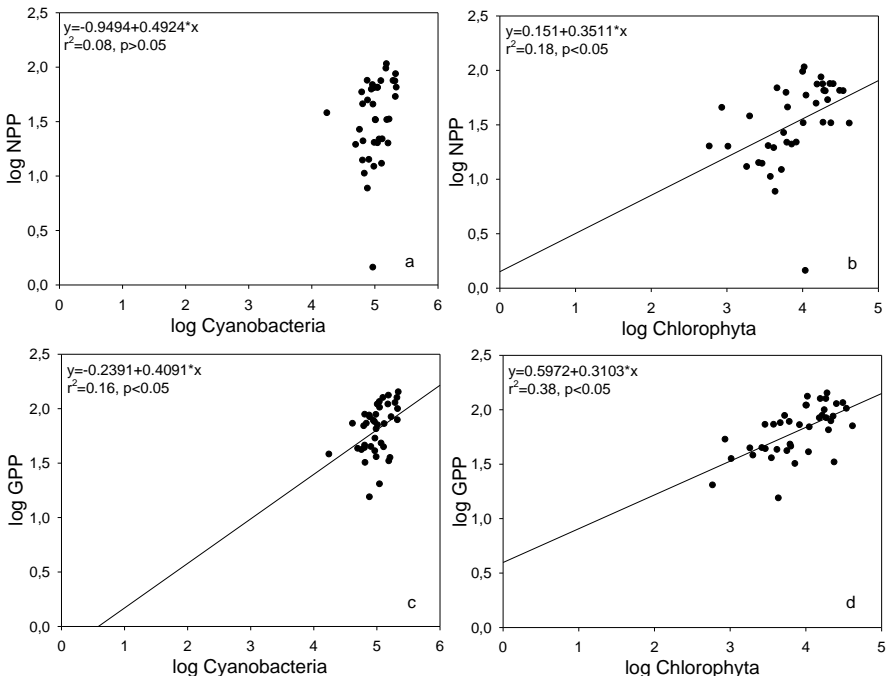 y=-0.9494+0.4924*x
r²=0.08, p>0.05
2,5
2,0
1,5
1,0
0,5
0,0
log NPP
a
0 1 2 3 4 5 6
log Cyanobacteria
y=0.151+0.3511*x
r²=0.18, p<0.05
2,5
2,0
1,5
1,0
0,5
0,0
log NPP
b
0 1 2 3 4 5
log Chlorophyta
y=-0.2391+0.4091*x
r²=0.16, p<0.05
2,5
2,0
1,5
1,0
0,5
0,0
log GPP
c
0 1 2 3 4 5 6
log Cyanobacteria
y=0.5972+0.3103*x
r²=0.38, p<0.05
2,5
2,0
1,5
1,0
0,5
0,0
log GPP
d
0 1 2 3 4 5
log Chlorophyta